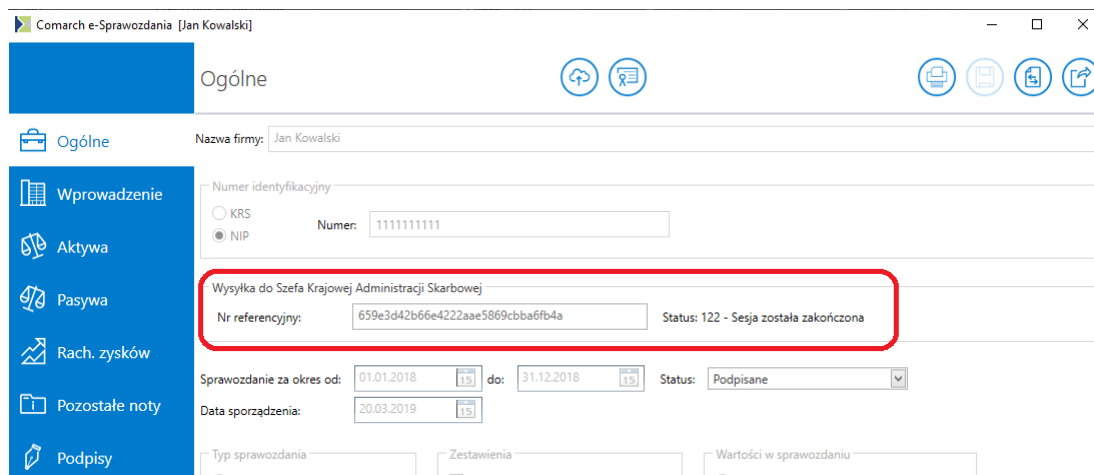 Comarch e-Sprawozdania [Jan Kowalski]
Ogólne
Ogólne
Nazwa firmy: Jan Kowalski
Wprowadzenie
Numer identyfikacyjny
KRS
NIP
Numer: 1111111111
Aktywa
Wysyłka do Szefa Krajowej Administracji Skarbowej
Pasywa
Nr referencyjny: 659e3d42b66e4222aae5869cbba6fb4a Status: 122 - Sesja została zakończona
Rach. zysków
Sprawozdanie za okres od: 01.01.2018 15 do: 31.12.2018 15 Status: Podpisane
Pozostałe noty
Data sporządzenia: 20.03.2019 15
Podpisy
Typ sprawozdania Zestawienia Wartości w sprawozdaniu